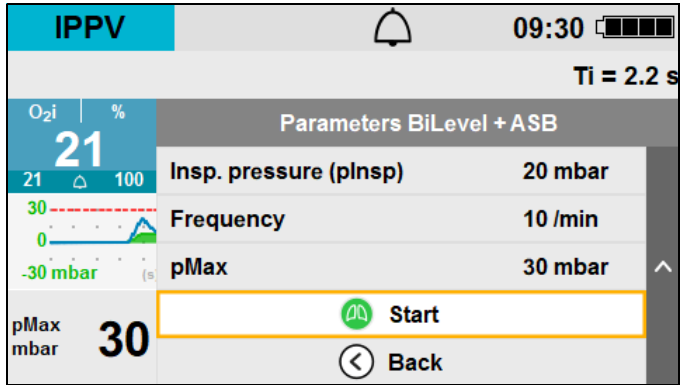 IPPV 09:30
Ti = 2.2 s
O₂i %
21
21 100
30
0
-30 mbar (s)
pMax
mbar 30
Parameters BiLevel + ASB
Insp. pressure (pInsp) 20 mbar
Frequency 10 /min
pMax 30 mbar
Start
Back